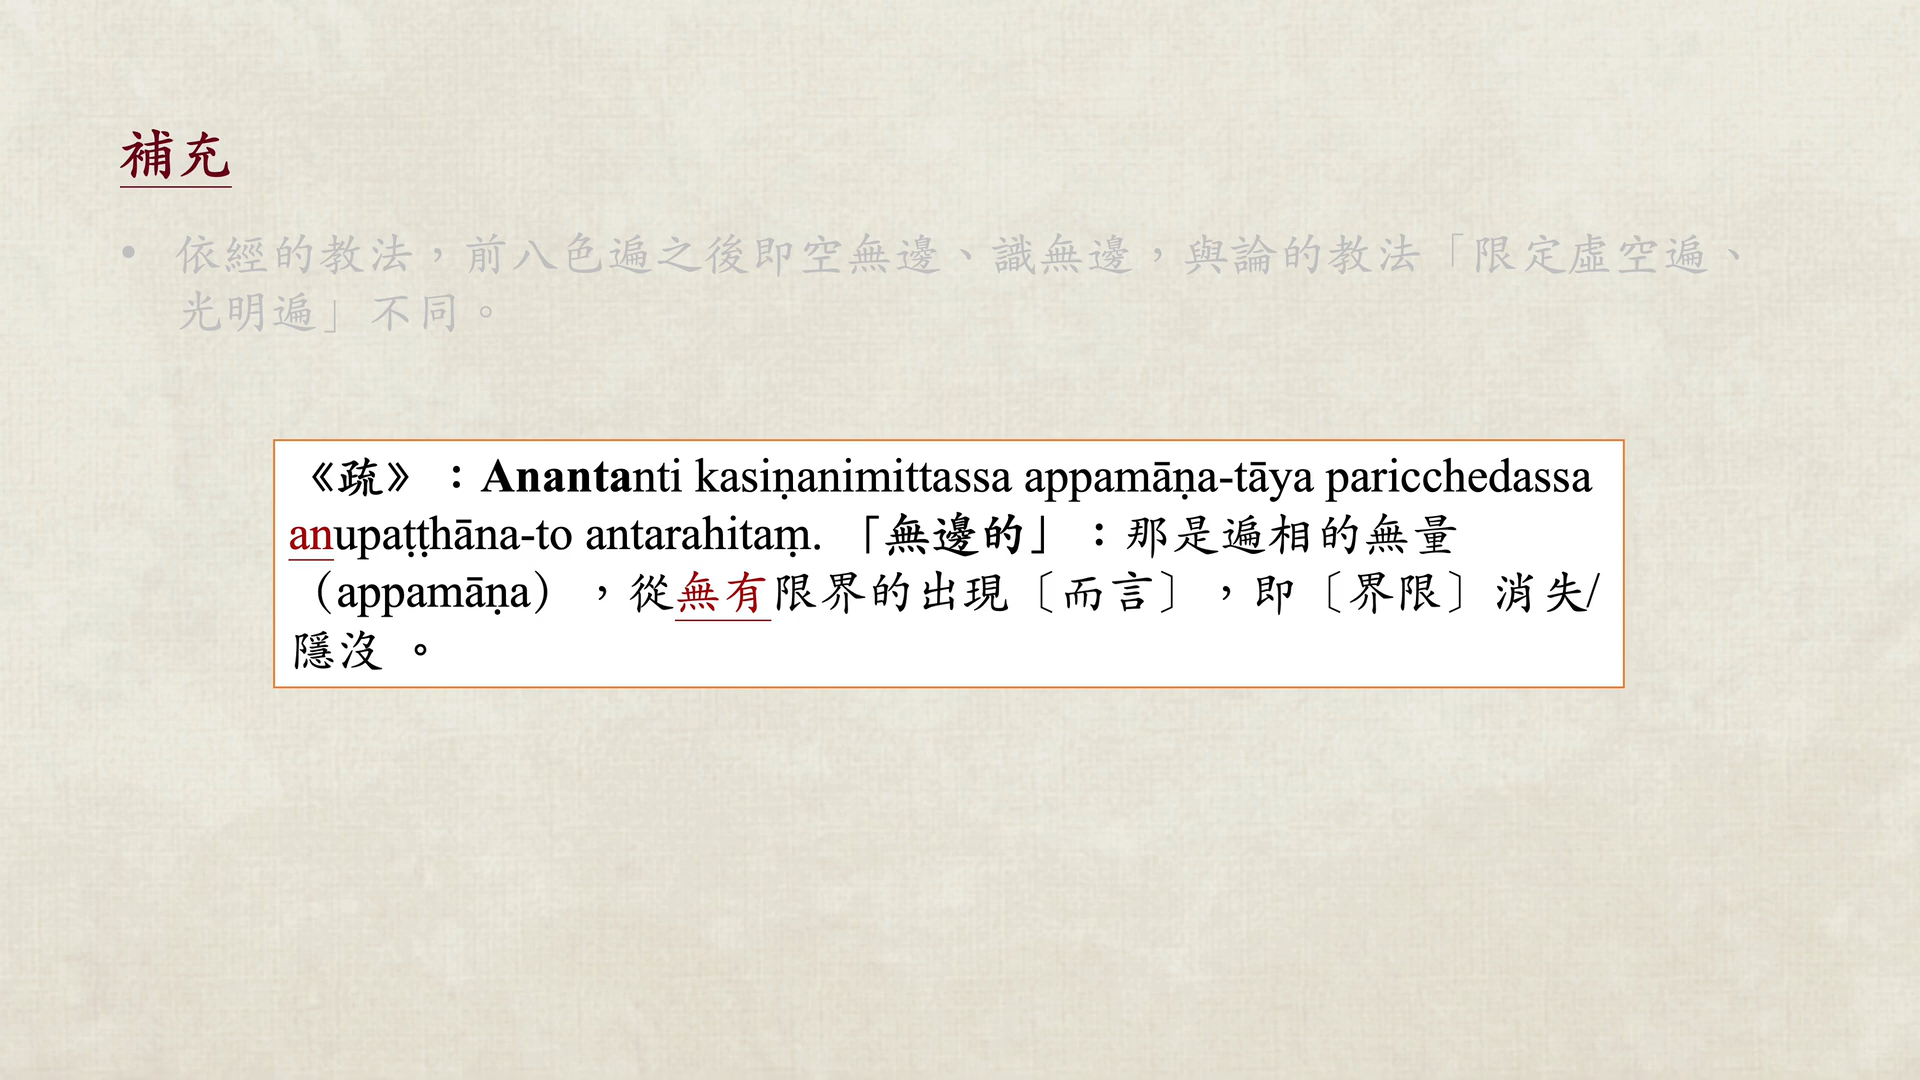 補充
• 依經的教法，前八色遍之後即空無邊、識無邊，與論的教法「限定虛空遍、
光明遍」不同。
《疏》：Anantanti kasiṇanimittassa appamāṇa-tāya paricchedassa
anupaṭṭhāna-to antarahitaṃ. 「無邊的」：那是遍相的無量
（appamāṇa），從無有限界的出現〔而言〕，即〔界限〕消失/
隱沒 。